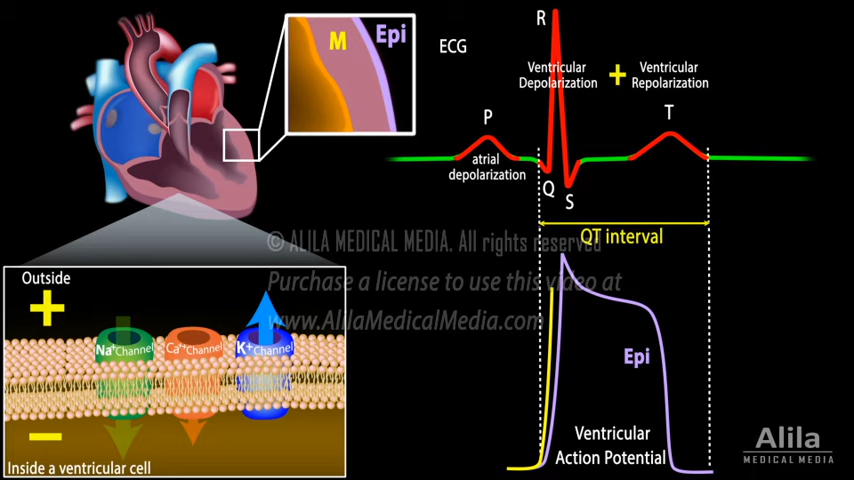 M
Epi
ECG
R
Ventricular
Depolarization
+
Ventricular
Repolarization
P
T
atrial
depolarization
Q
S
QT interval
© ALILA MEDICAL MEDIA. All rights reserved
Purchase a license to use this video at
www.AlilaMedicalMedia.com
Outside
+
Na+Channel
Ca++Channel
K+Channel
–
Inside a ventricular cell
Epi
Ventricular
Action Potential
Alila
MEDICAL MEDIA